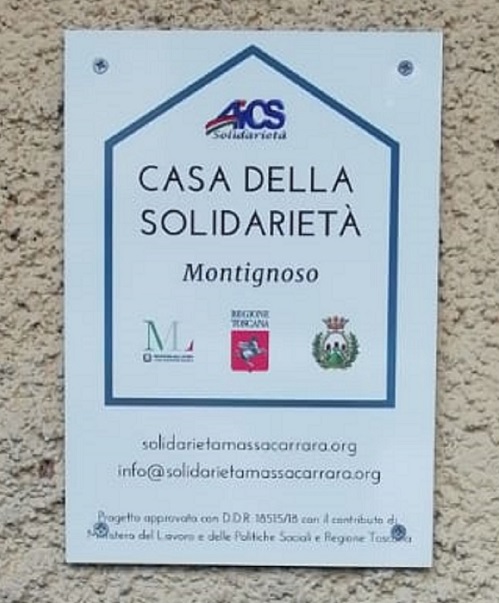 AiCS
Solidarietà
CASA DELLA
SOLIDARIETÀ
Montignoso
ML
REGIONE
TOSCANA
solidarietamassacarrara.org
info@solidarietamassacarrara.org
Progetto approvato con D.D.R. 18515/18 con il contributo di
Ministero del Lavoro e delle Politiche Sociali e Regione Toscana